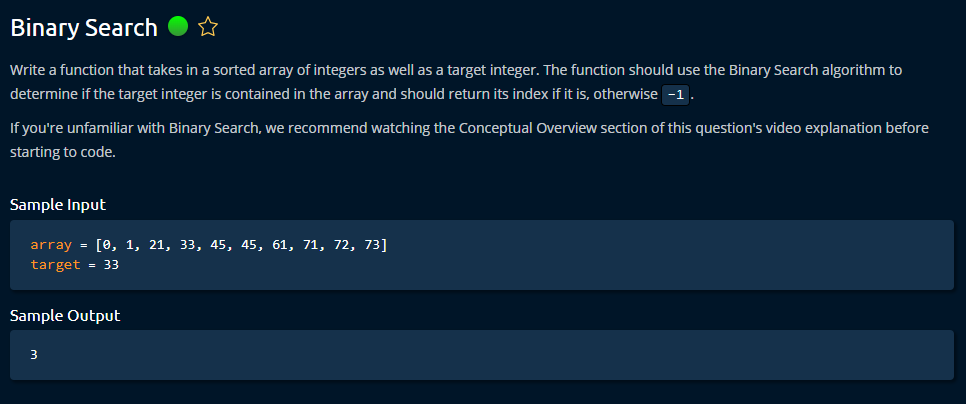 Binary Search
Write a function that takes in a sorted array of integers as well as a target integer. The function should use the Binary Search algorithm to
determine if the target integer is contained in the array and should return its index if it is, otherwise -1 .
If you're unfamiliar with Binary Search, we recommend watching the Conceptual Overview section of this question's video explanation before
starting to code.
Sample Input
array = [0, 1, 21, 33, 45, 45, 61, 71, 72, 73]
target = 33
Sample Output
3